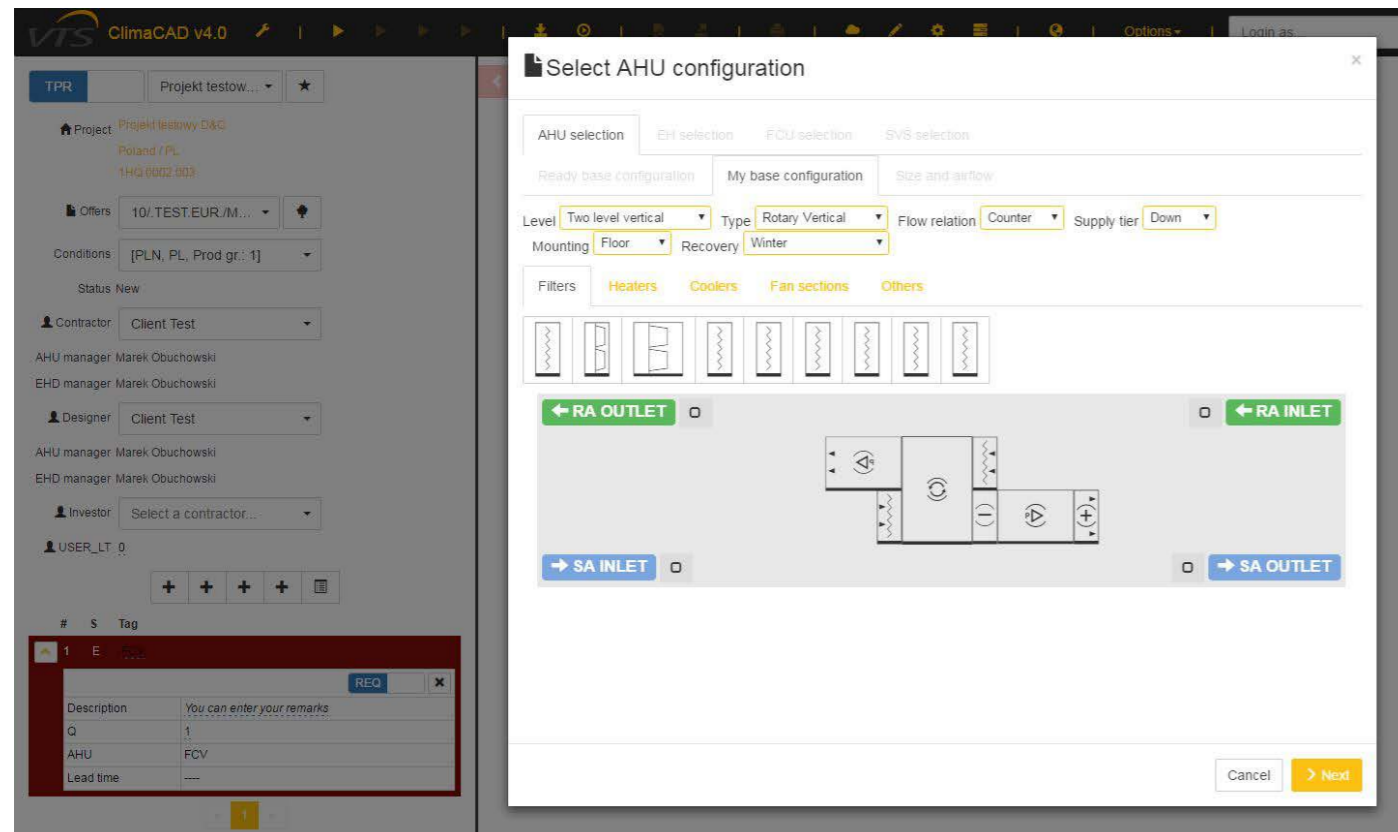 VTS ClimaCAD v4.0 Options Login as...
TPR Projekt testow...
Project Projekt testowy D&C
Poland / PL
1HQ.0002.003
Offers 10/.TEST.EUR./M...
Conditions [PLN, PL, Prod gr.: 1]
Status New
Contractor Client Test
AHU manager Marek Obuchowski
EHD manager Marek Obuchowski
Designer Client Test
AHU manager Marek Obuchowski
EHD manager Marek Obuchowski
Investor Select a contractor...
USER_LT 0
# S Tag
1 E
REQ
Description You can enter your remarks
Q 1
AHU FCV
Lead time ----
1
Select AHU configuration ×
AHU selection EH selection FCU selection SVS selection
Ready base configuration My base configuration Size and airflow
Level Two level vertical Type Rotary Vertical Flow relation Counter Supply tier Down
Mounting Floor Recovery Winter
Filters Heaters Coolers Fan sections Others
RA OUTLET RA INLET
SA INLET SA OUTLET
Cancel Next